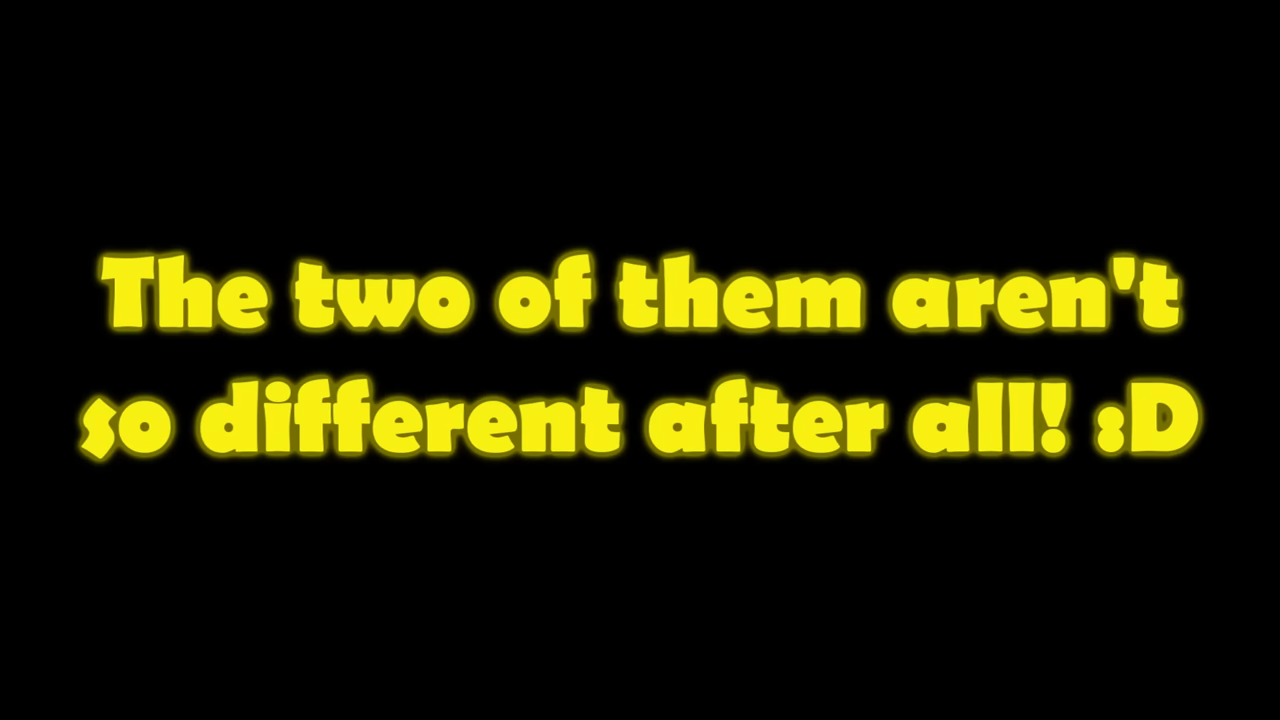 The two of them aren't
so different after all! :D